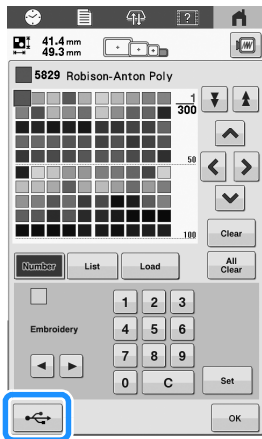 ?
41.4 mm
49.3 mm
5829 Robison-Anton Poly
1
300
50
100
Clear
Number
List
Load
All
Clear
1 2 3
Embroidery
4 5 6
7 8 9
0 C
Set
OK